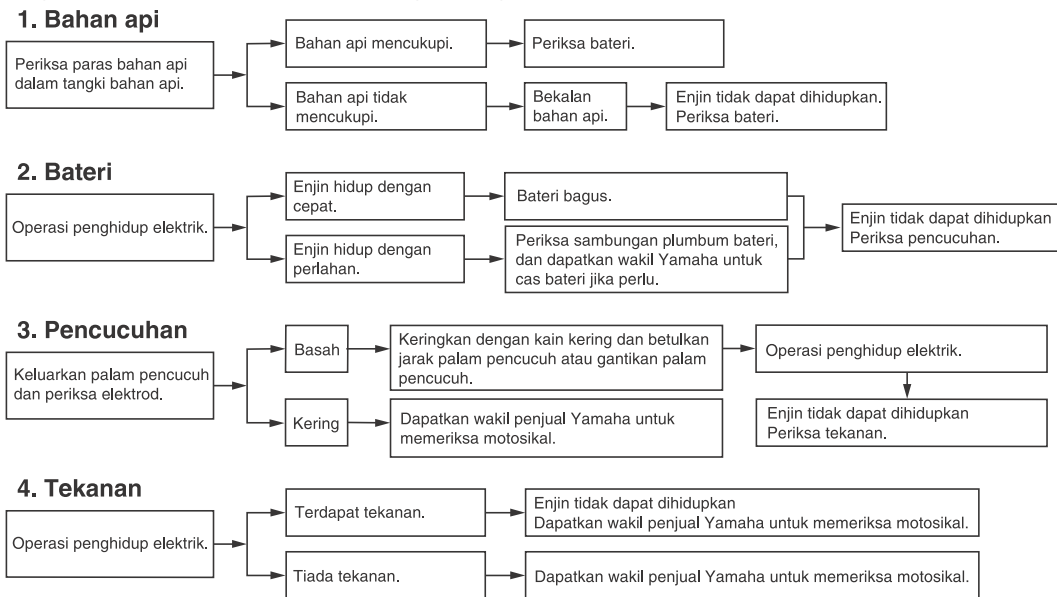 1. Bahan api
Periksa paras bahan api
dalam tangki bahan api.
Bahan api mencukupi.
Periksa bateri.
Bahan api tidak
mencukupi.
Bekalan
bahan api.
Enjin tidak dapat dihidupkan.
Periksa bateri.
2. Bateri
Operasi penghidup elektrik.
Enjin hidup dengan
cepat.
Bateri bagus.
Enjin hidup dengan
perlahan.
Periksa sambungan plumbum bateri,
dan dapatkan wakil Yamaha untuk
cas bateri jika perlu.
Enjin tidak dapat dihidupkan
Periksa pencucuhan.
3. Pencucuhan
Keluarkan palam pencucuh
dan periksa elektrod.
Basah
Keringkan dengan kain kering dan betulkan
jarak palam pencucuh atau gantikan palam
pencucuh.
Operasi penghidup elektrik.
Kering
Dapatkan wakil penjual Yamaha untuk
memeriksa motosikal.
Enjin tidak dapat dihidupkan
Periksa tekanan.
4. Tekanan
Operasi penghidup elektrik.
Terdapat tekanan.
Enjin tidak dapat dihidupkan
Dapatkan wakil penjual Yamaha untuk memeriksa motosikal.
Tiada tekanan.
Dapatkan wakil penjual Yamaha untuk memeriksa motosikal.